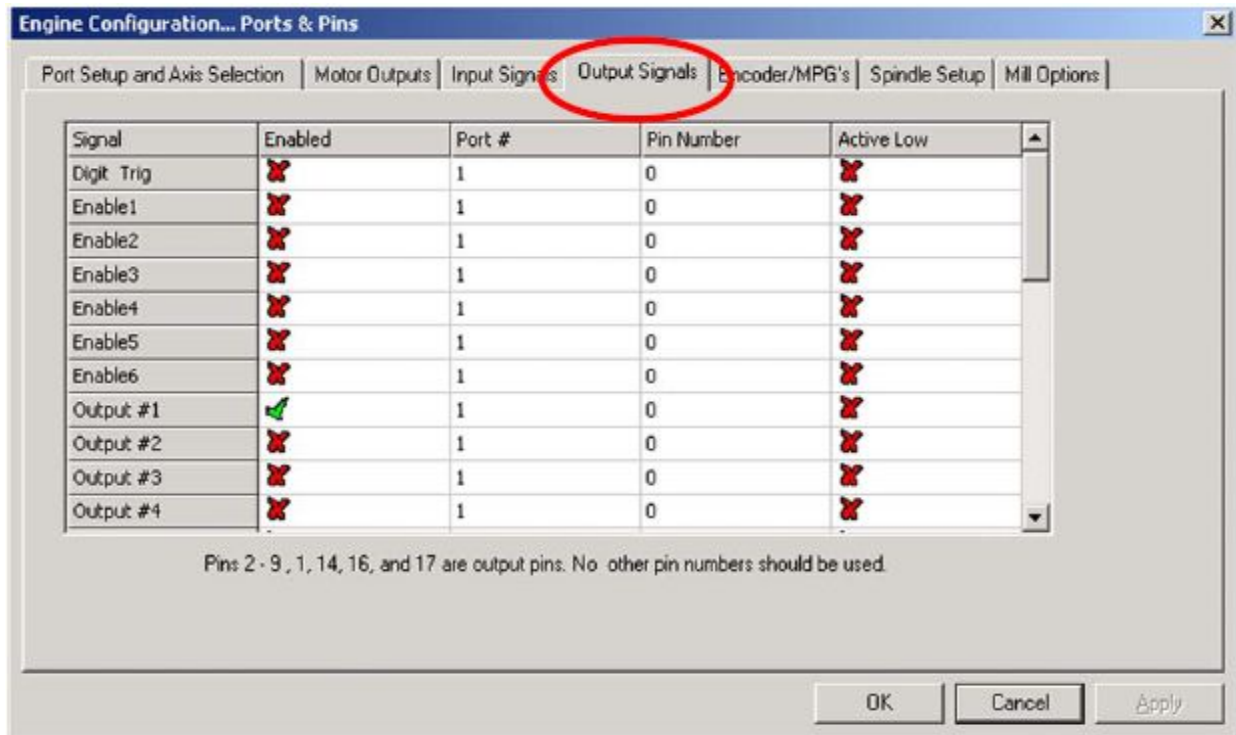 Engine Configuration... Ports & Pins
Port Setup and Axis Selection Motor Outputs Input Signals Output Signals Encoder/MPG's Spindle Setup Mill Options
Signal Enabled Port # Pin Number Active Low
Digit Trig 1 0
Enable1 1 0
Enable2 1 0
Enable3 1 0
Enable4 1 0
Enable5 1 0
Enable6 1 0
Output #1 1 0
Output #2 1 0
Output #3 1 0
Output #4 1 0
Pins 2 - 9 , 1, 14, 16, and 17 are output pins. No other pin numbers should be used.
OK Cancel Apply